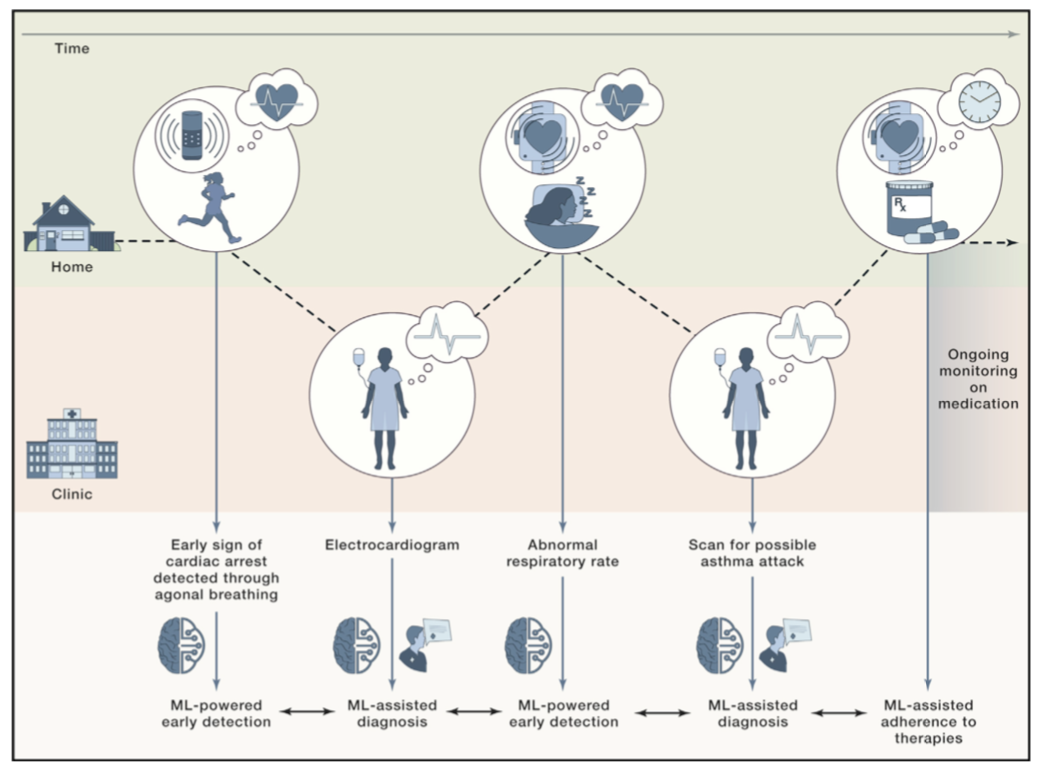 Time
Home
Ongoing
monitoring
on
medication
Clinic
Rx
z
z
z
z
Early sign of
cardiac arrest
detected through
agonal breathing
Electrocardiogram
Abnormal
respiratory rate
Scan for possible
asthma attack
ML-powered
early detection
ML-assisted
diagnosis
ML-powered
early detection
ML-assisted
diagnosis
ML-assisted
adherence to
therapies